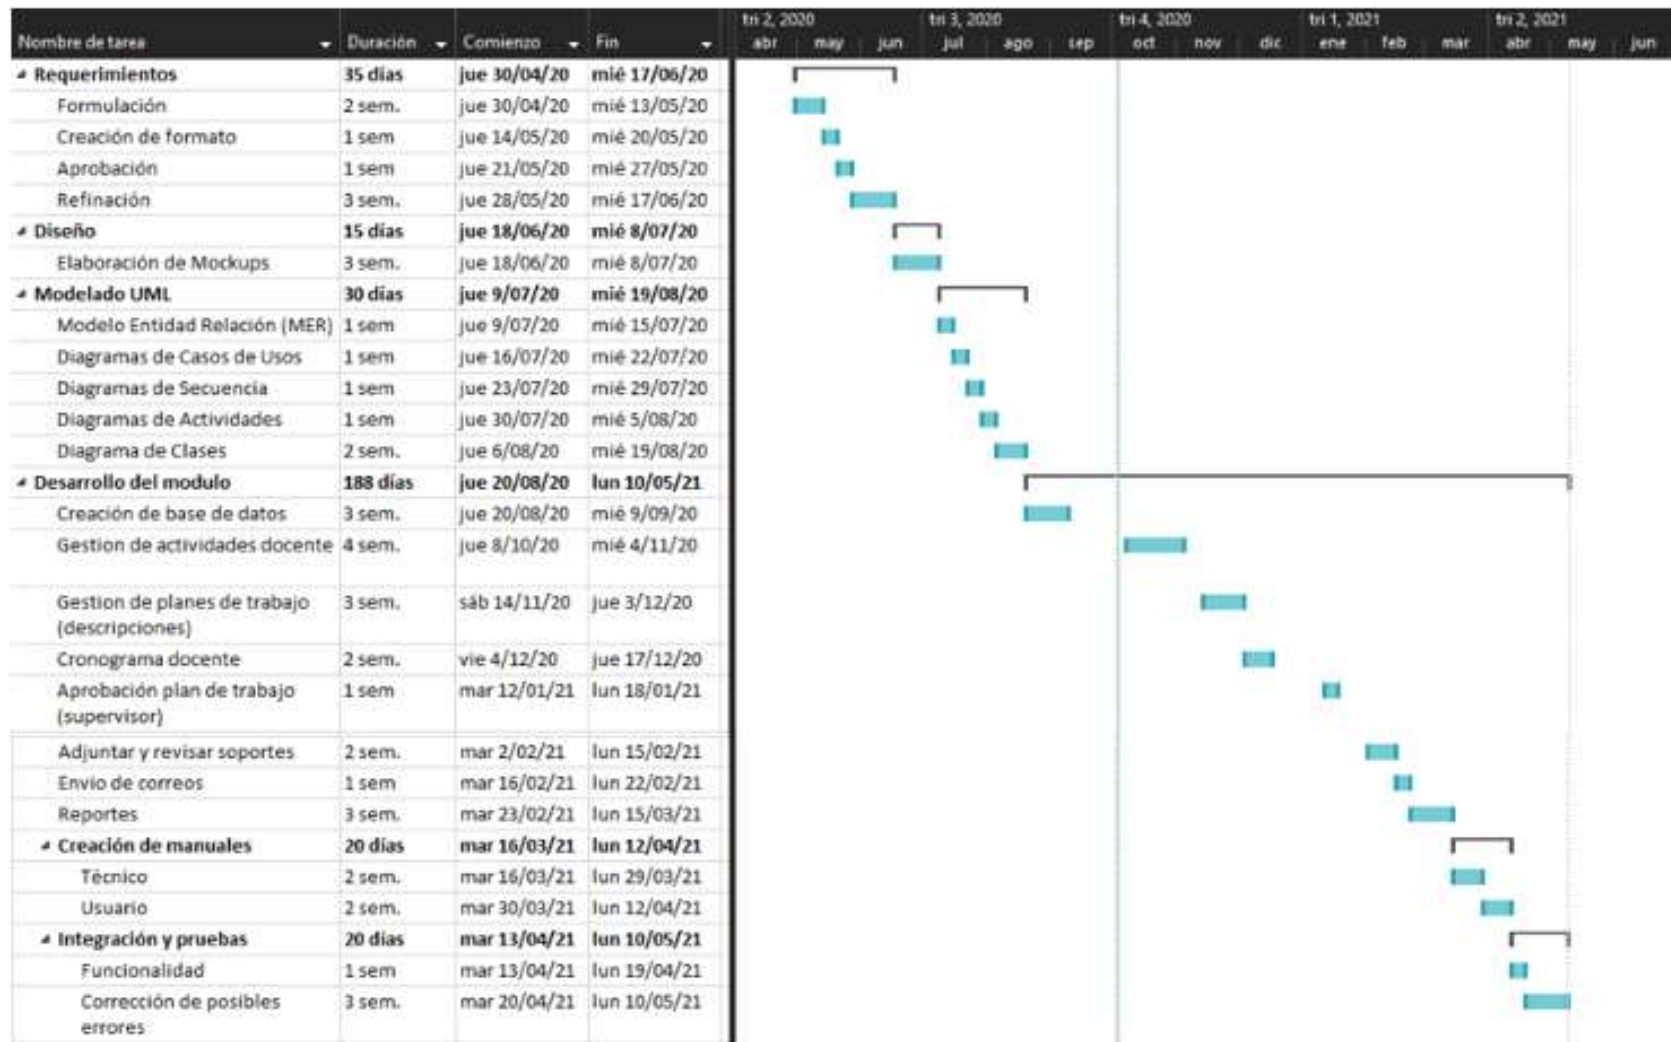 tri 2, 2020 tri 3, 2020 tri 4, 2020 tri 1, 2021 tri 2, 2021
Nombre de tarea Duración Comienzo Fin abr may jun jul ago sep oct nov dic ene feb mar abr may jun
Requerimientos 35 días jue 30/04/20 mié 17/06/20
Formulación 2 sem. jue 30/04/20 mié 13/05/20
Creación de formato 1 sem jue 14/05/20 mié 20/05/20
Aprobación 1 sem jue 21/05/20 mié 27/05/20
Refinación 3 sem. jue 28/05/20 mié 17/06/20
Diseño 15 días jue 18/06/20 mié 8/07/20
Elaboración de Mockups 3 sem. jue 18/06/20 mié 8/07/20
Modelado UML 30 días jue 9/07/20 mié 19/08/20
Modelo Entidad Relación (MER) 1 sem jue 9/07/20 mié 15/07/20
Diagramas de Casos de Usos 1 sem jue 16/07/20 mié 22/07/20
Diagramas de Secuencia 1 sem jue 23/07/20 mié 29/07/20
Diagramas de Actividades 1 sem jue 30/07/20 mié 5/08/20
Diagrama de Clases 2 sem. jue 6/08/20 mié 19/08/20
Desarrollo del modulo 188 días jue 20/08/20 lun 10/05/21
Creación de base de datos 3 sem. jue 20/08/20 mié 9/09/20
Gestion de actividades docente 4 sem. jue 8/10/20 mié 4/11/20
Gestion de planes de trabajo 3 sem. sáb 14/11/20 jue 3/12/20
(descripciones)
Cronograma docente 2 sem. vie 4/12/20 jue 17/12/20
Aprobación plan de trabajo 1 sem mar 12/01/21 lun 18/01/21
(supervisor)
Adjuntar y revisar soportes 2 sem. mar 2/02/21 lun 15/02/21
Envio de correos 1 sem mar 16/02/21 lun 22/02/21
Reportes 3 sem. mar 23/02/21 lun 15/03/21
Creación de manuales 20 días mar 16/03/21 lun 12/04/21
Técnico 2 sem. mar 16/03/21 lun 29/03/21
Usuario 2 sem. mar 30/03/21 lun 12/04/21
Integración y pruebas 20 días mar 13/04/21 lun 10/05/21
Funcionalidad 1 sem mar 13/04/21 lun 19/04/21
Corrección de posibles 3 sem. mar 20/04/21 lun 10/05/21
errores